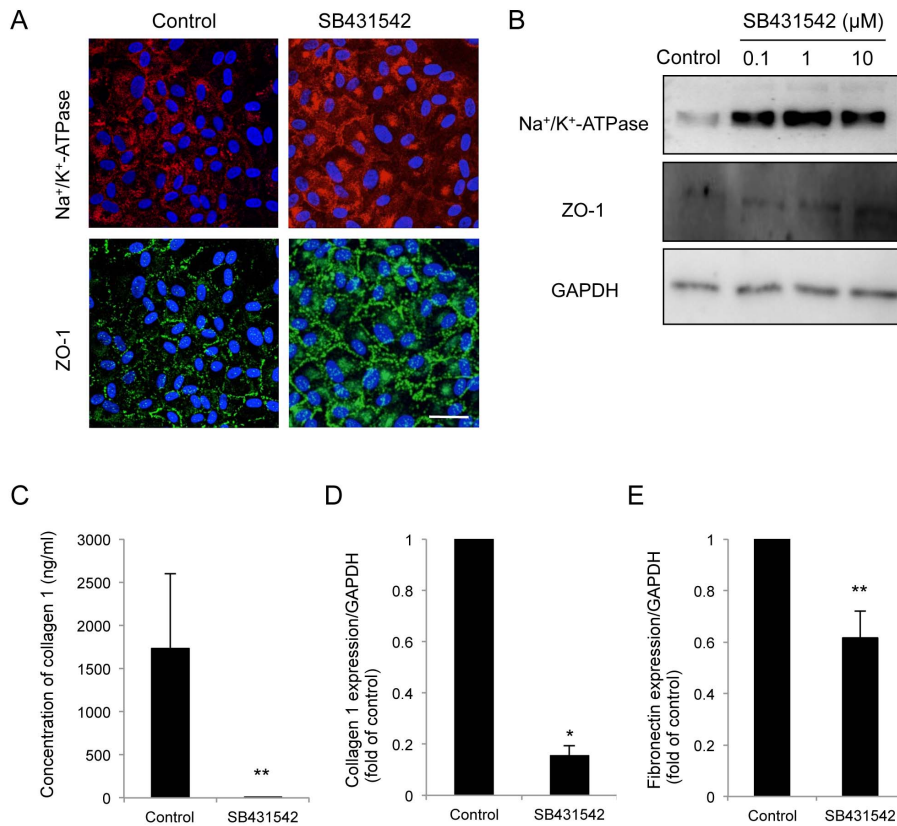 A
Control
SB431542
Na⁺/K⁺-ATPase
ZO-1
B
SB431542 (μM)
Control
0.1
1
10
Na⁺/K⁺-ATPase
ZO-1
GAPDH
C
Concentration of collagen 1 (ng/ml)
3000
2500
2000
1500
1000
500
0
**
Control
SB431542
D
Collagen 1 expression/GAPDH
(fold of control)
1
0.8
0.6
0.4
0.2
0
*
Control
SB431542
E
Fibronectin expression/GAPDH
(fold of control)
1
0.8
0.6
0.4
0.2
0
**
Control
SB431542